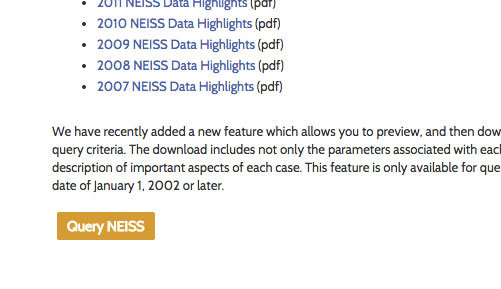 2011 NEISS Data Highlights (pdf)
2010 NEISS Data Highlights (pdf)
2009 NEISS Data Highlights (pdf)
2008 NEISS Data Highlights (pdf)
2007 NEISS Data Highlights (pdf)
We have recently added a new feature which allows you to preview, and then dow
query criteria. The download includes not only the parameters associated with eac
description of important aspects of each case. This feature is only available for que
date of January 1, 2002 or later.
Query NEISS